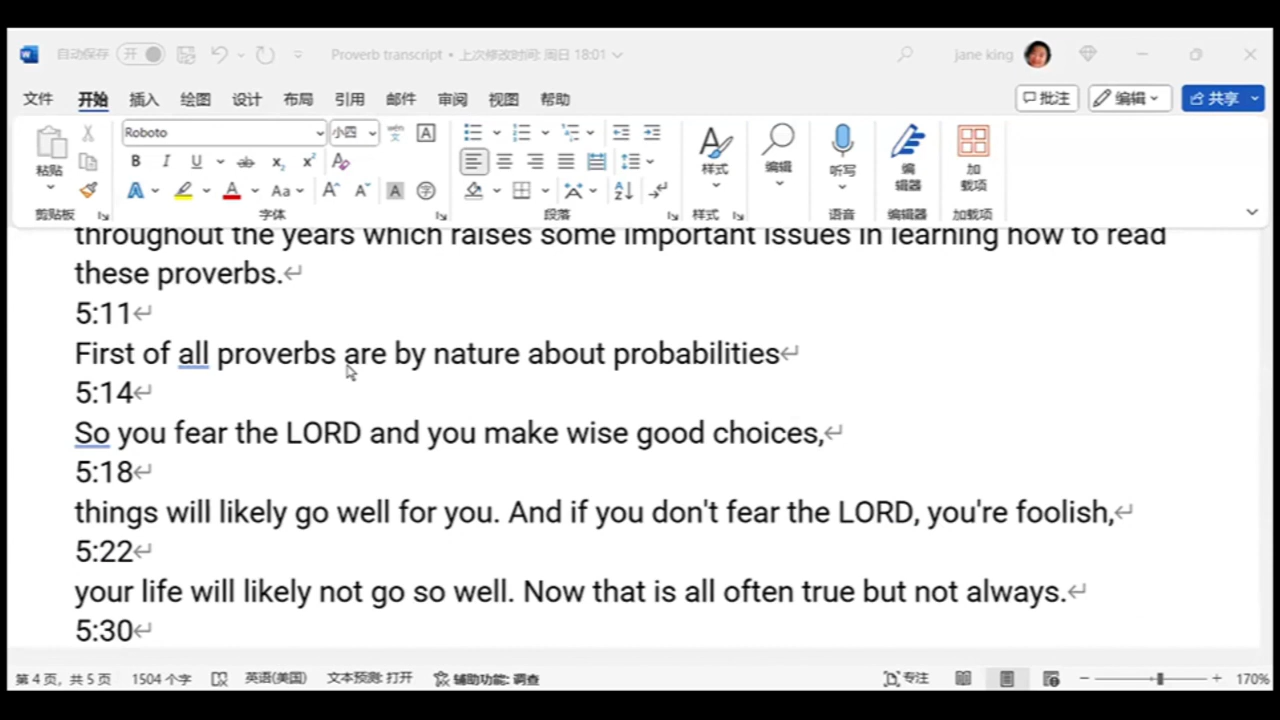 自动保存 开 Proverb transcript • 上次修改时间: 周日 18:01 jane king
文件 开始 插入 绘图 设计 布局 引用 邮件 审阅 视图 帮助 批注 编辑 共享
Roboto 小四 wén 文 A
粘贴 B I U ab x₂ x² A 样式 编辑 听写 编辑器 加载项
A A Aa A A A 字
剪贴板 字体 段落 样式 语音 编辑器 加载项
throughout the years which raises some important issues in learning how to read
these proverbs.
5:11
First of all proverbs are by nature about probabilities
5:14
So you fear the LORD and you make wise good choices,
5:18
things will likely go well for you. And if you don't fear the LORD, you're foolish,
5:22
your life will likely not go so well. Now that is all often true but not always.
5:30
第 4 页, 共 5 页 1504 个字 英语(美国) 文本预测: 打开 辅助功能: 调查 专注 170%